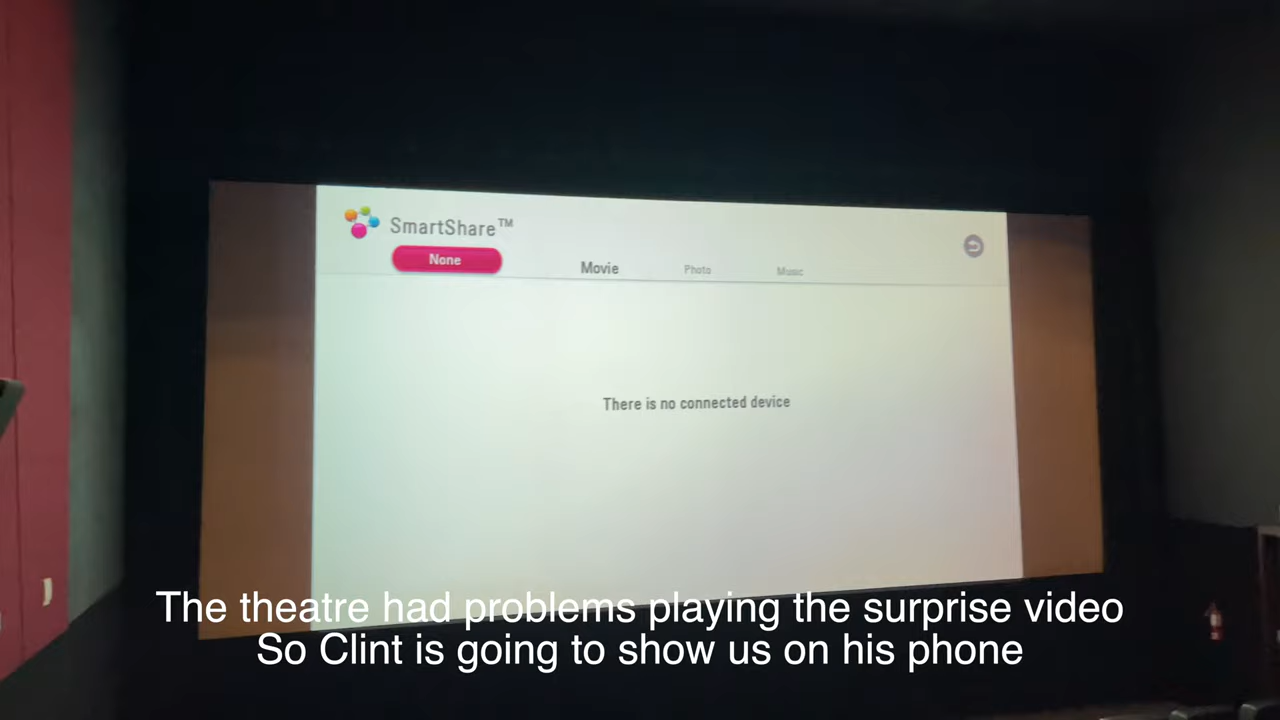 SmartShare™
None
Movie Photo Music
There is no connected device
The theatre had problems playing the surprise video
So Clint is going to show us on his phone